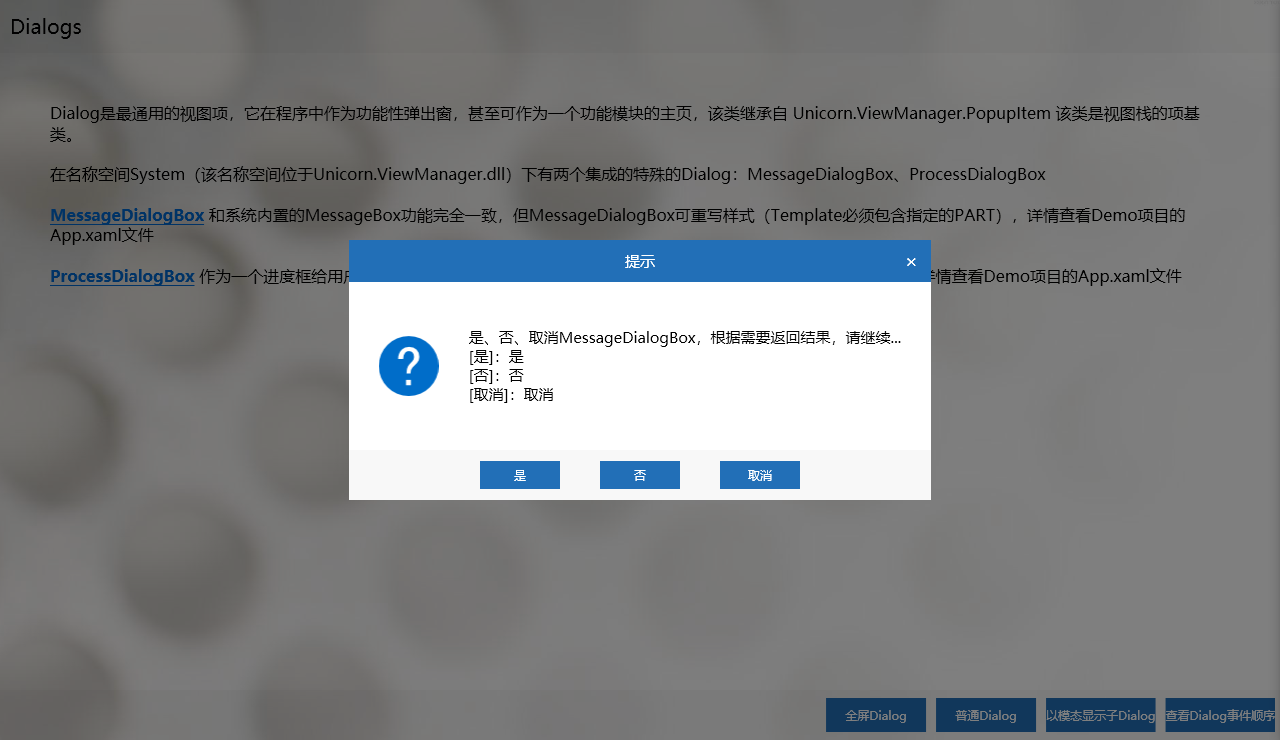 Dialogs
Dialog是最通用的视图项，它在程序中作为功能性弹出窗，甚至可作为一个功能模块的主页，该类继承自 Unicorn.ViewManager.PopupItem 该类是视图栈的项基
类。
在名称空间System（该名称空间位于Unicorn.ViewManager.dll）下有两个集成的特殊的Dialog：MessageDialogBox、ProcessDialogBox
MessageDialogBox 和系统内置的MessageBox功能完全一致，但MessageDialogBox可重写样式（Template必须包含指定的PART），详情查看Demo项目的
App.xaml文件
ProcessDialogBox 作为一个进度框给用 详情查看Demo项目的App.xaml文件
提示
×
是、否、取消MessageDialogBox，根据需要返回结果，请继续...
[是]：是
[否]：否
[取消]：取消
是 否 取消
全屏Dialog 普通Dialog 以模态显示子Dialog 查看Dialog事件顺序